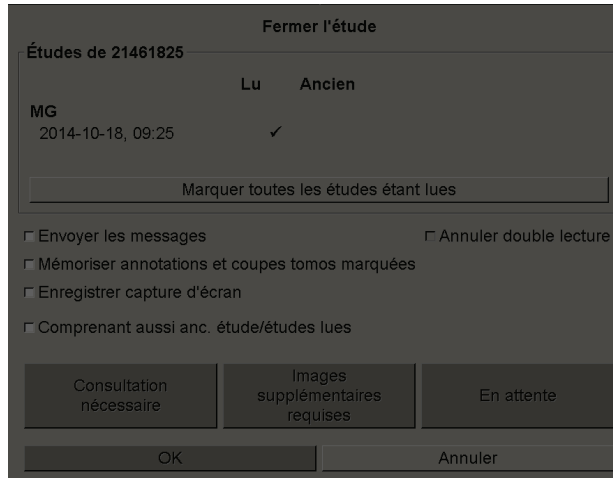 Fermer l'étude
Études de 21461825
Lu Ancien
MG
2014-10-18, 09:25 ✓
Marquer toutes les études étant lues
Envoyer les messages Annuler double lecture
Mémoriser annotations et coupes tomos marquées
Enregistrer capture d'écran
Comprenant aussi anc. étude/études lues
Consultation
nécessaire
Images
supplémentaires
requises
En attente
OK Annuler